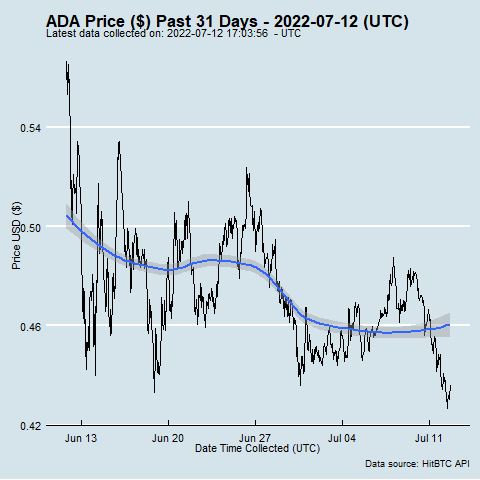 ADA Price ($) Past 31 Days - 2022-07-12 (UTC)
Latest data collected on: 2022-07-12 17:03:56 - UTC
0.54
0.50
0.46
0.42
Price USD ($)
Jun 13
Jun 20
Jun 27
Jul 04
Jul 11
Date Time Collected (UTC)
Data source: HitBTC API